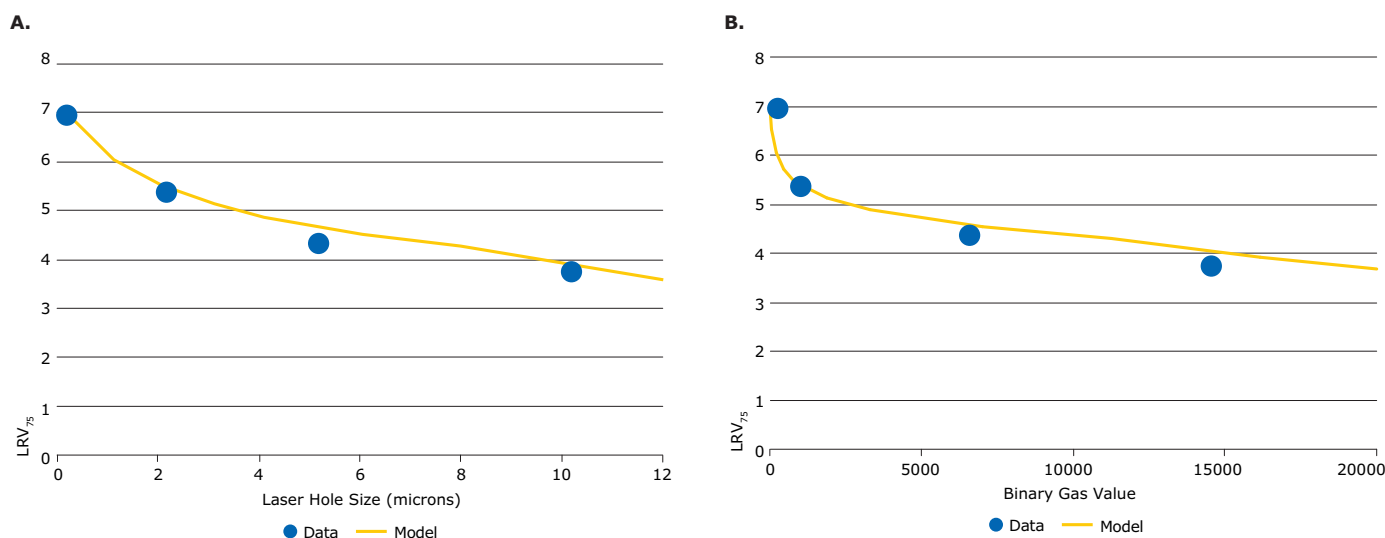 A.
8
7
6
5
4
3
2
1
0
LRV75
0 2 4 6 8 10 12
Laser Hole Size (microns)
Data Model
B.
8
7
6
5
4
3
2
1
0
LRV75
0 5000 10000 15000 20000
Binary Gas Value
Data Model